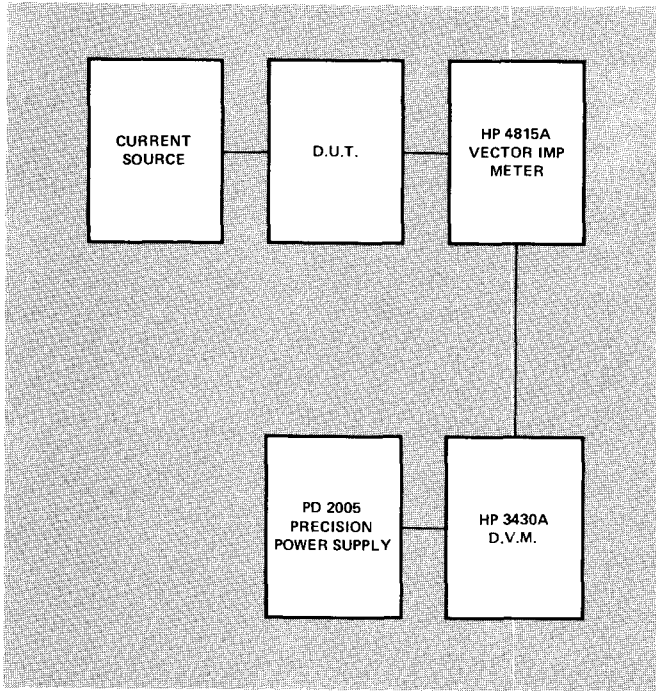 CURRENT
SOURCE
D.U.T.
HP 4815A
VECTOR IMP
METER
PD 2005
PRECISION
POWER SUPPLY
HP 3430A
D.V.M.